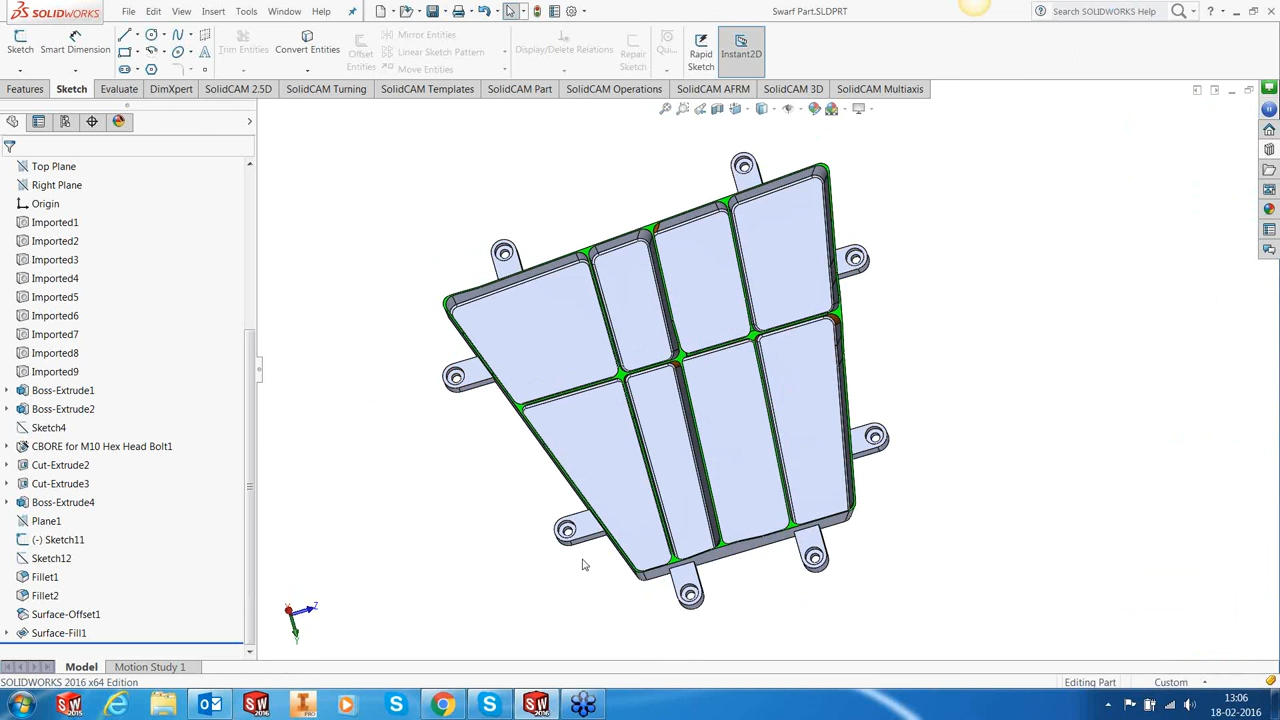 SOLIDWORKS File Edit View Insert Tools Window Help Swarf Part.SLDPRT Search SOLIDWORKS Help
Sketch Smart Dimension Trim Entities Convert Entities Offset Entities Mirror Entities Linear Sketch Pattern Move Entities Display/Delete Relations Repair Sketch Qui... Rapid Sketch Instant2D
Features Sketch Evaluate DimXpert SolidCAM 2.5D SolidCAM Turning SolidCAM Templates SolidCAM Part SolidCAM Operations SolidCAM AFRM SolidCAM 3D SolidCAM Multiaxis
Top Plane
Right Plane
Origin
Imported1
Imported2
Imported3
Imported4
Imported5
Imported6
Imported7
Imported8
Imported9
Boss-Extrude1
Boss-Extrude2
Sketch4
CBORE for M10 Hex Head Bolt1
Cut-Extrude2
Cut-Extrude3
Boss-Extrude4
Plane1
(-) Sketch11
Sketch12
Fillet1
Fillet2
Surface-Offset1
Surface-Fill1
Z
Y
Model Motion Study 1
SOLIDWORKS 2016 x64 Edition Editing Part Custom
13:06
18-02-2016